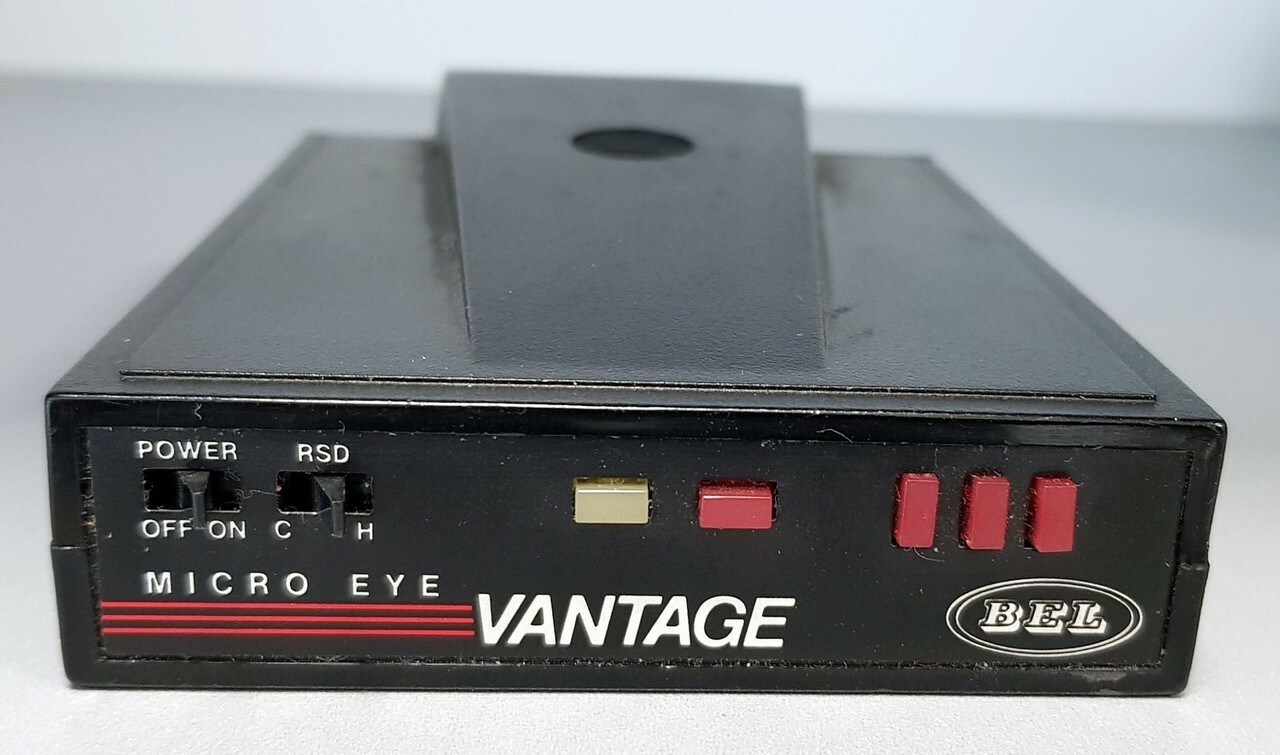 POWER RSD
OFF ON C H
MICRO EYE
VANTAGE
BEL